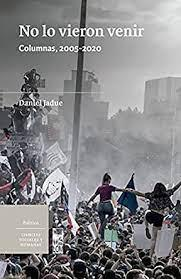 No lo vieron venir
Columnas, 2005-2020
Daniel Jadue
Política
CIENCIAS
SOCIALES Y
HUMANAS